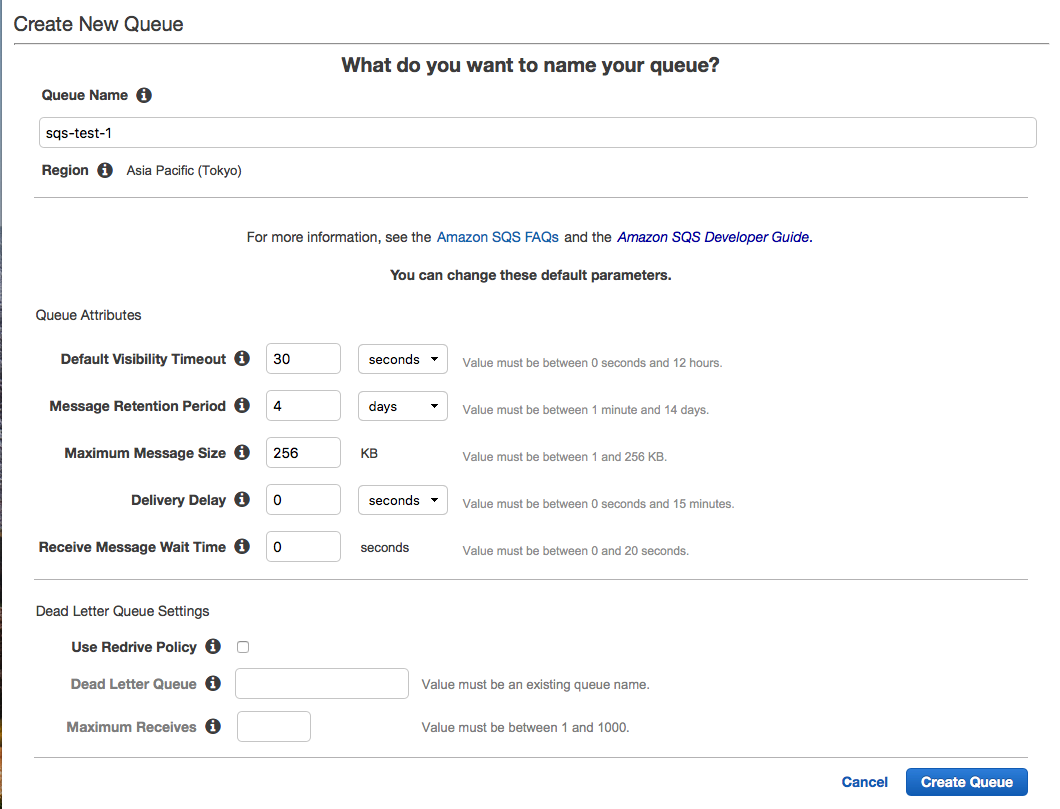 Create New Queue
What do you want to name your queue?
Queue Name
sqs-test-1
Region Asia Pacific (Tokyo)
For more information, see the Amazon SQS FAQs and the Amazon SQS Developer Guide.
You can change these default parameters.
Queue Attributes
Default Visibility Timeout 30 seconds Value must be between 0 seconds and 12 hours.
Message Retention Period 4 days Value must be between 1 minute and 14 days.
Maximum Message Size 256 KB Value must be between 1 and 256 KB.
Delivery Delay 0 seconds Value must be between 0 seconds and 15 minutes.
Receive Message Wait Time 0 seconds Value must be between 0 and 20 seconds.
Dead Letter Queue Settings
Use Redrive Policy
Dead Letter Queue Value must be an existing queue name.
Maximum Receives Value must be between 1 and 1000.
Cancel Create Queue